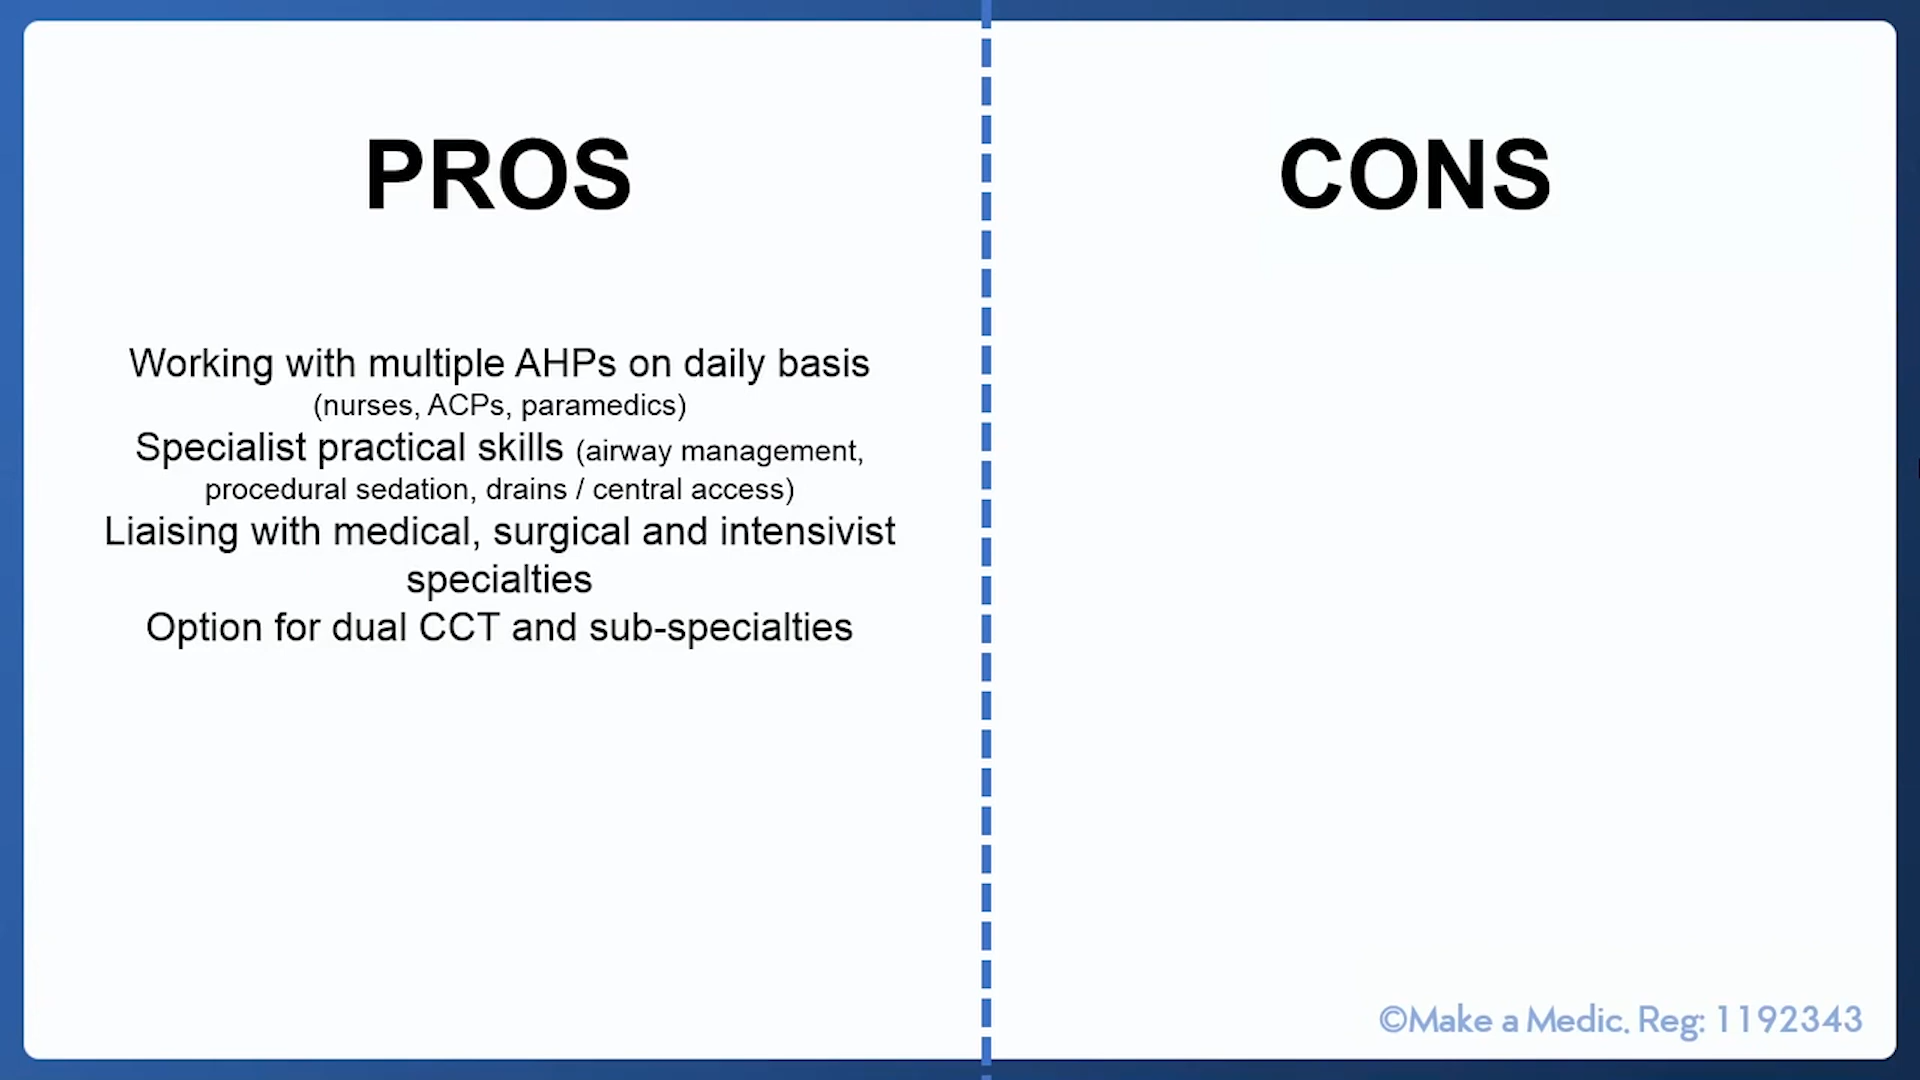 PROS
Working with multiple AHPs on daily basis
(nurses, ACPs, paramedics)
Specialist practical skills (airway management,
procedural sedation, drains / central access)
Liaising with medical, surgical and intensivist
specialties
Option for dual CCT and sub-specialties
CONS
©Make a Medic. Reg: 1192343